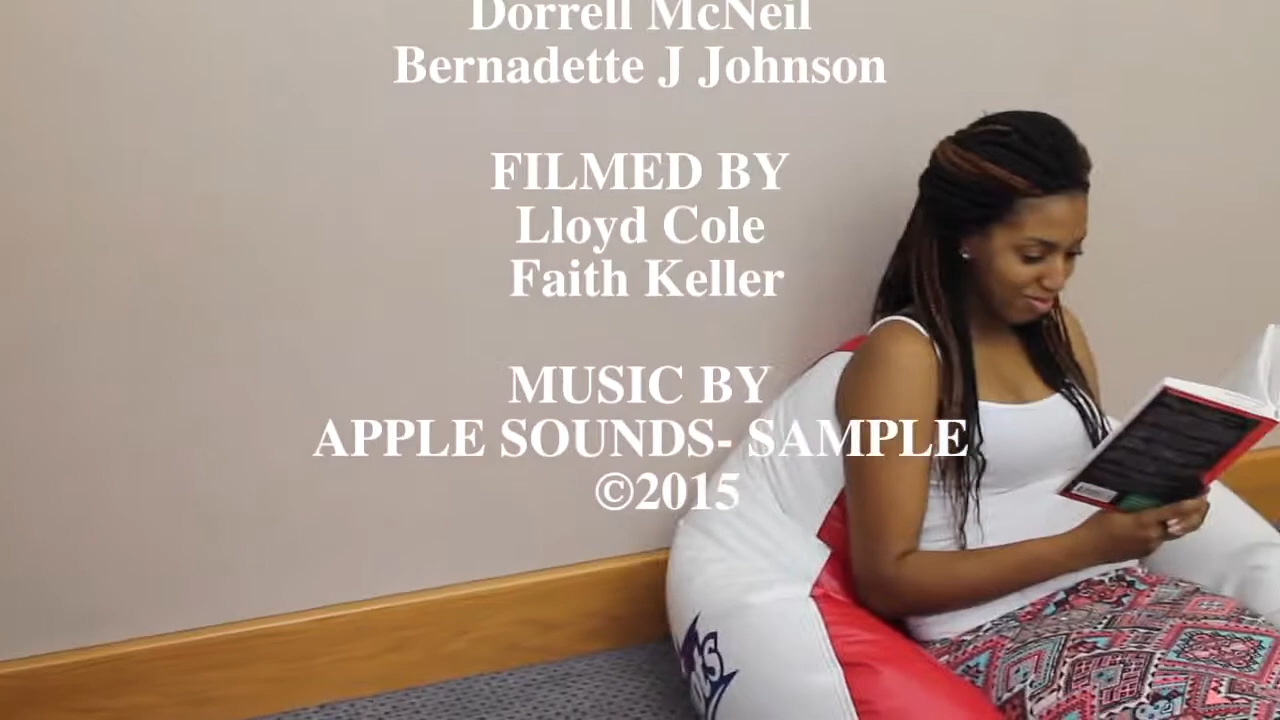 Dorrell McNeil
Bernadette J Johnson
FILMED BY
Lloyd Cole
Faith Keller
MUSIC BY
APPLE SOUNDS- SAMPLE
©2015